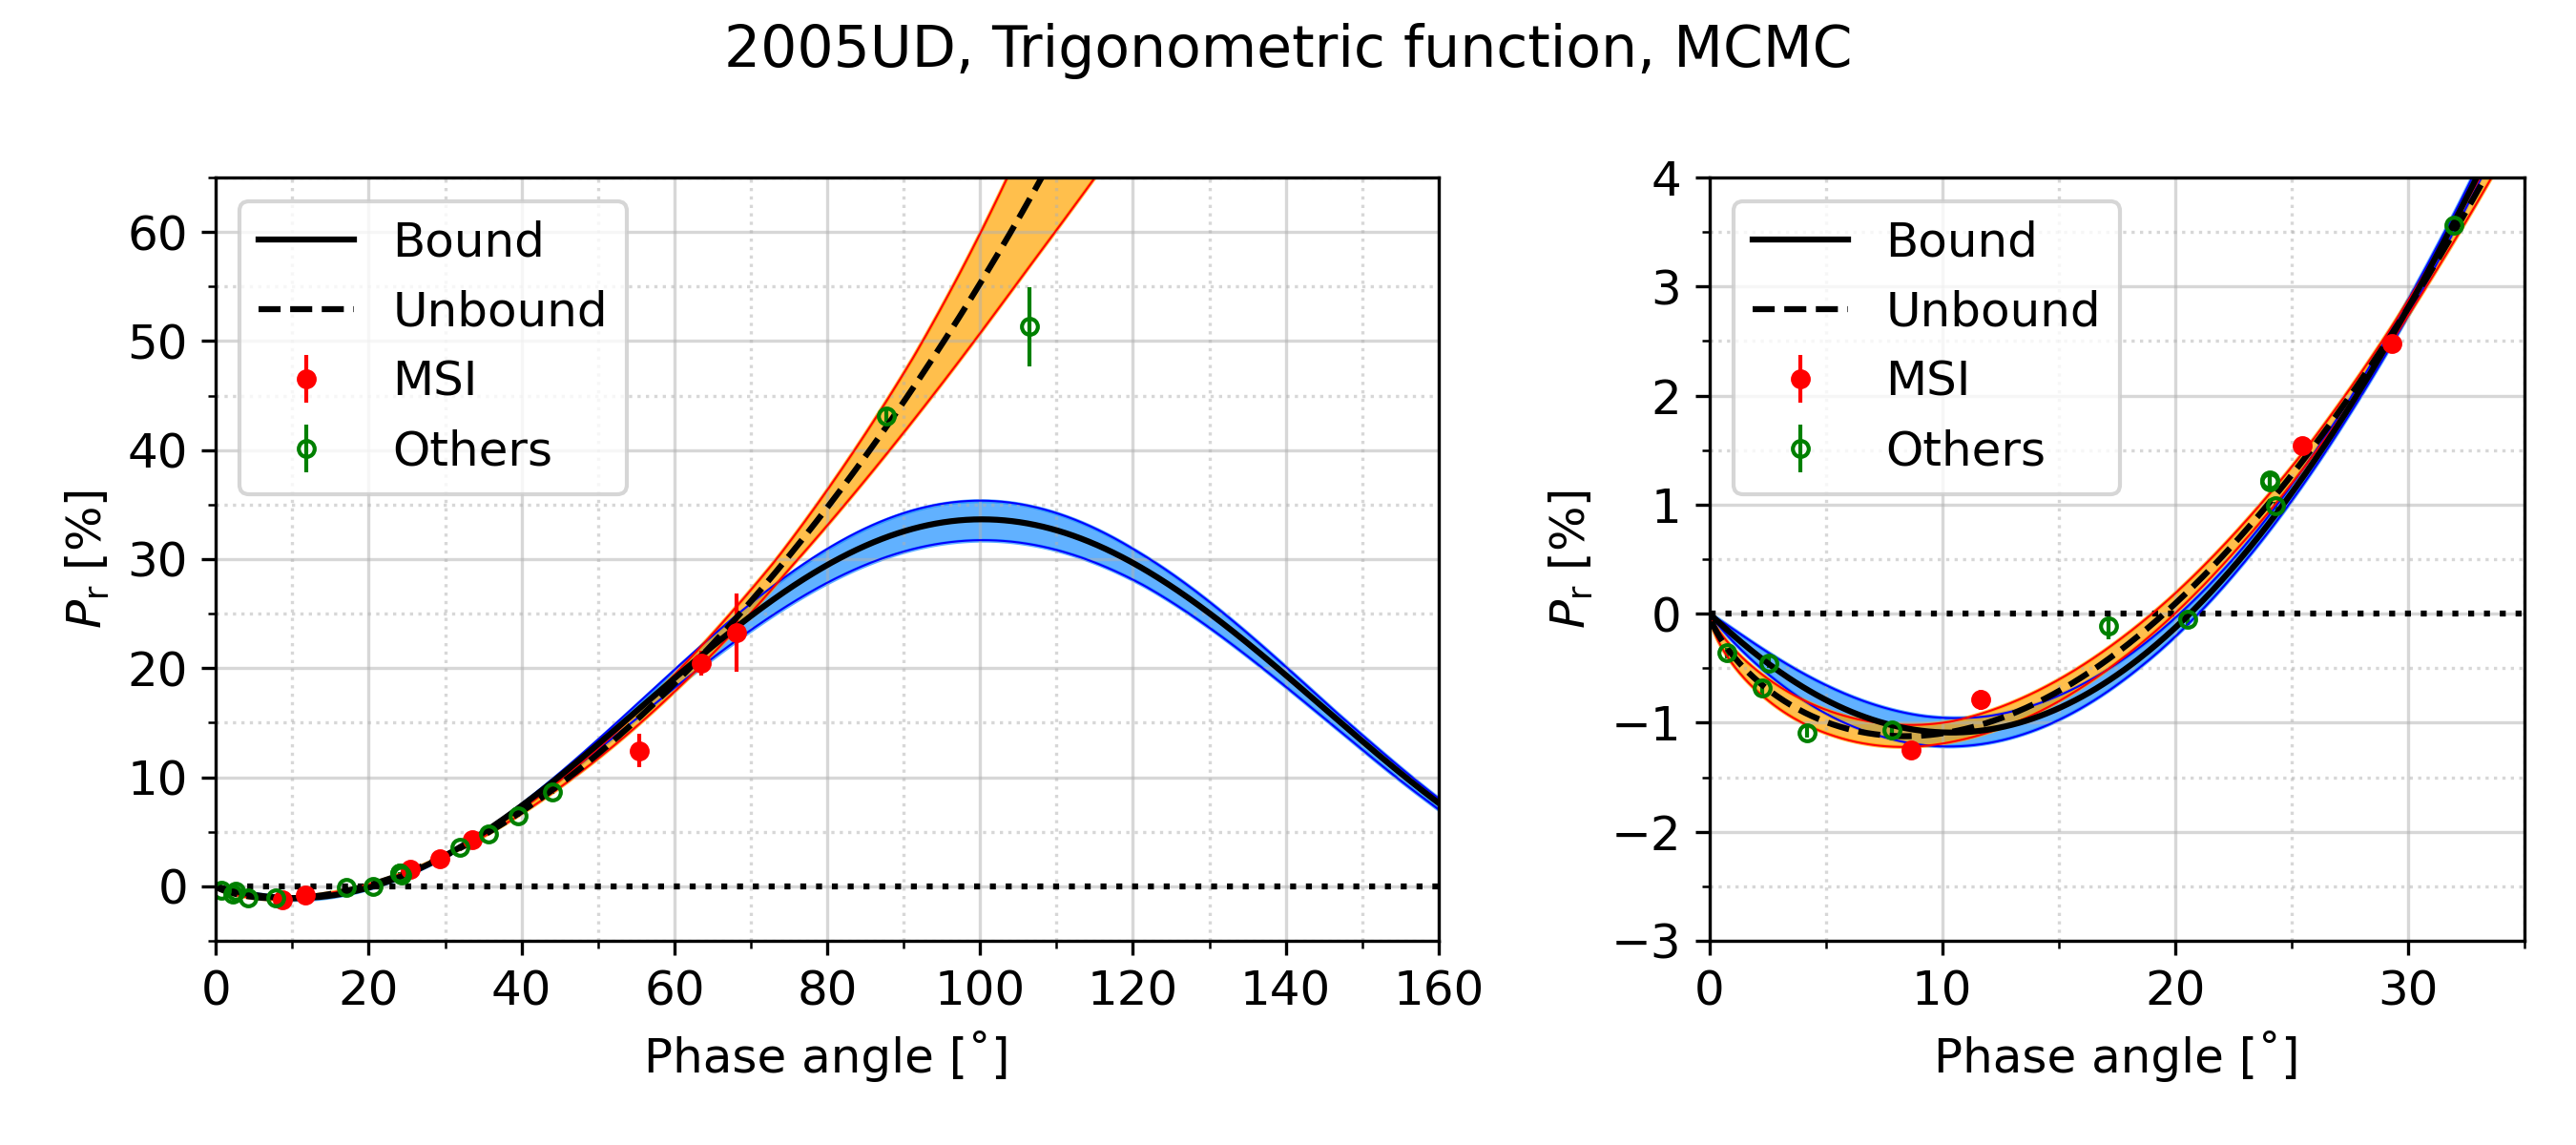 2005UD, Trigonometric function, MCMC
Bound
Unbound
MSI
Others
60
50
40
30
20
10
0
Pr [%]
0 20 40 60 80 100 120 140 160
Phase angle [˚]
Bound
Unbound
MSI
Others
4
3
2
1
0
−1
−2
−3
Pr [%]
0 10 20 30
Phase angle [˚]